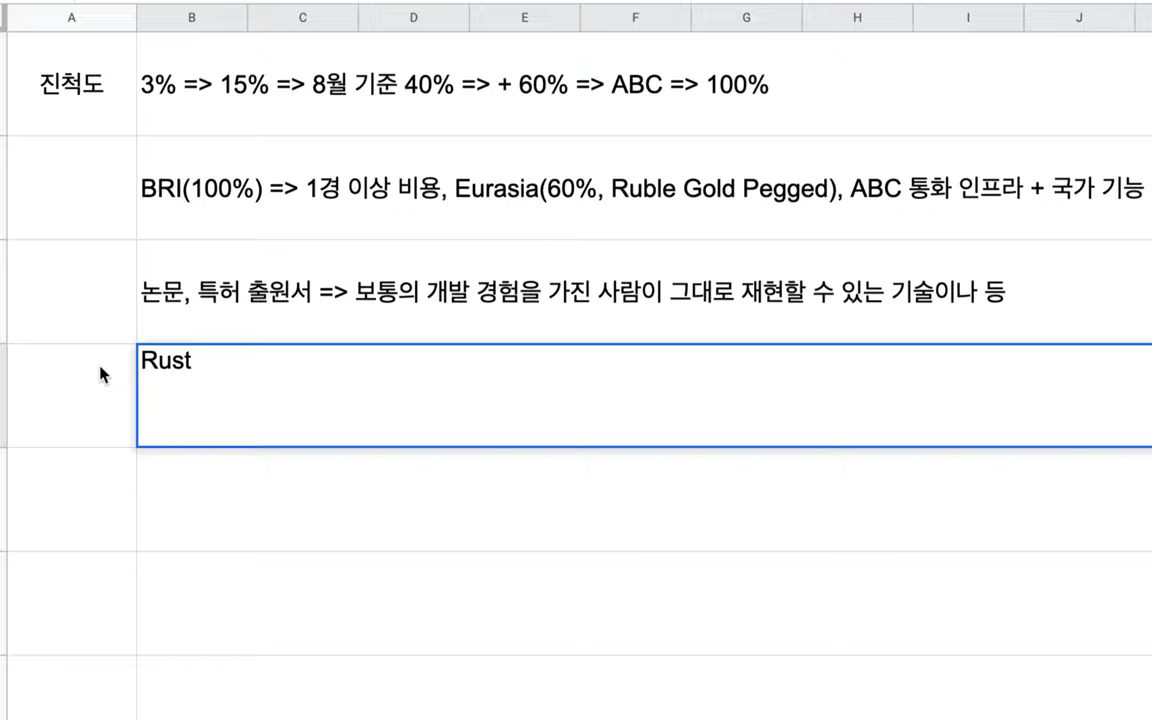 A B C D E F G H I J
진척도 3% => 15% => 8월 기준 40% => + 60% => ABC => 100%
BRI(100%) => 1경 이상 비용, Eurasia(60%, Ruble Gold Pegged), ABC 통화 인프라 + 국가 기능
논문, 특허 출원서 => 보통의 개발 경험을 가진 사람이 그대로 재현할 수 있는 기술이나 등
Rust